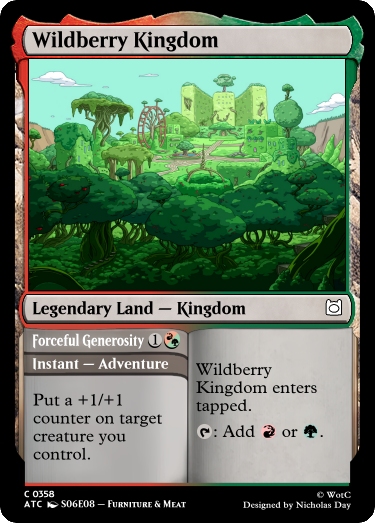 Wildberry Kingdom
Legendary Land — Kingdom
Forceful Generosity 1
Instant — Adventure
Put a +1/+1
counter on target
creature you
control.
Wildberry
Kingdom enters
tapped.
: Add or .
C 0358
ATC S06E08 — Furniture & Meat
© WotC
Designed by Nicholas Day